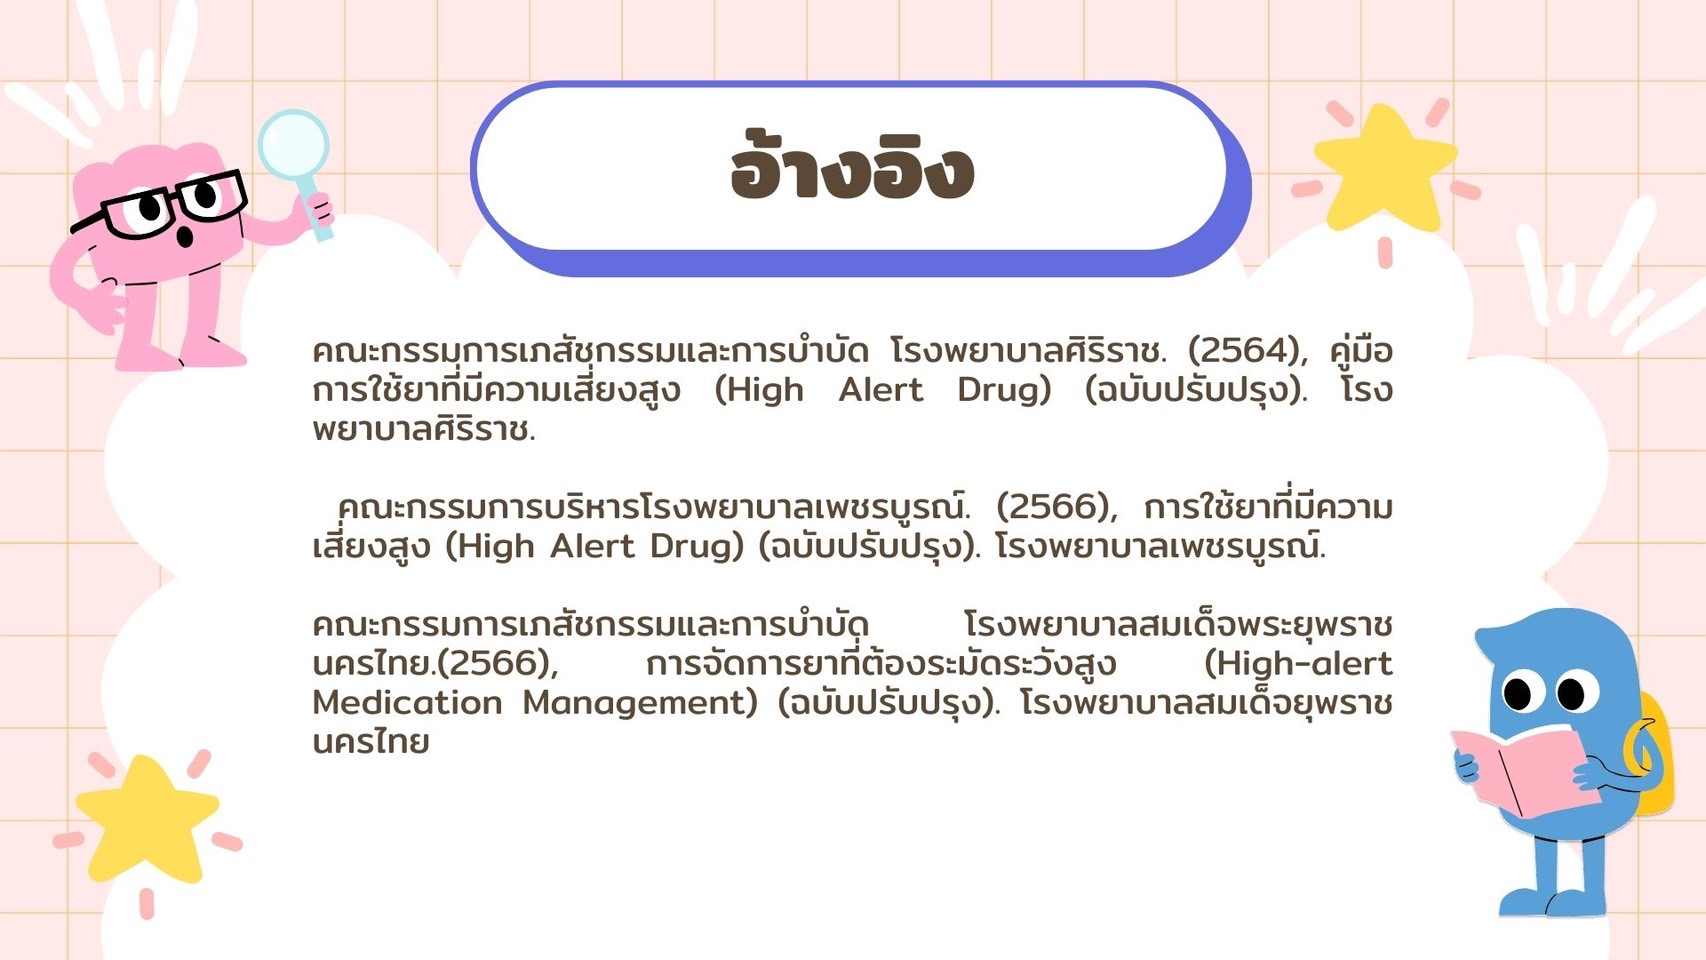 อ้างอิง
คณะกรรมการเภสัชกรรมและการบำบัด โรงพยาบาลศิริราช. (2564), คู่มือ
การใช้ยาที่มีความเสี่ยงสูง (High Alert Drug) (ฉบับปรับปรุง). โรง
พยาบาลศิริราช.
คณะกรรมการบริหารโรงพยาบาลเพชรบูรณ์. (2566), การใช้ยาที่มีความ
เสี่ยงสูง (High Alert Drug) (ฉบับปรับปรุง). โรงพยาบาลเพชรบูรณ์.
คณะกรรมการเภสัชกรรมและการบำบัด โรงพยาบาลสมเด็จพระยุพราช
นครไทย.(2566), การจัดการยาที่ต้องระมัดระวังสูง (High-alert
Medication Management) (ฉบับปรับปรุง). โรงพยาบาลสมเด็จยุพราช
นครไทย